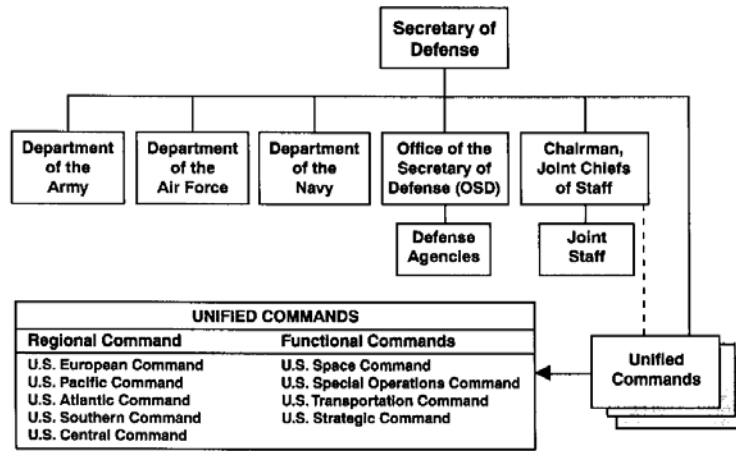 Secretary of
Defense
Department
of the
Army
Department
of the
Air Force
Department
of the
Navy
Office of the
Secretary of
Defense (OSD)
Chairman,
Joint Chiefs
of Staff
Defense
Agencies
Joint
Staff
UNIFIED COMMANDS
Regional Command
Functional Commands
U.S. European Command
U.S. Pacific Command
U.S. Atlantic Command
U.S. Southern Command
U.S. Central Command
U.S. Space Command
U.S. Special Operations Command
U.S. Transportation Command
U.S. Strategic Command
Unified
Commands